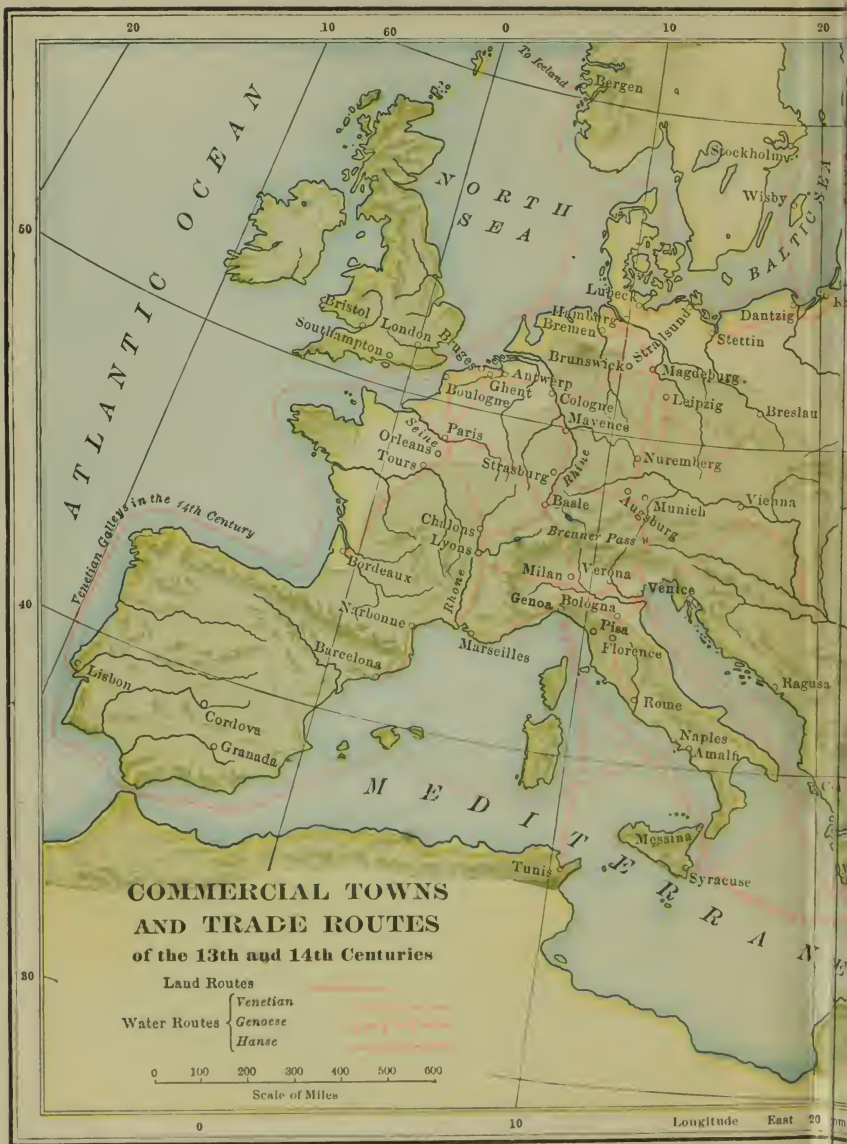 20
10
60
0
10
20
To Iceland
Bergen
Stockholm
Wisby
BALTIC SEA
NORTH
SEA
ATLANTIC OCEAN
50
Lubeck
Hamburg
Bremen
Stralsund
Dantzig
Stettin
Bristol
London
Southampton
Bruges
Brunswick
Magdeburg
Antwerp
Ghent
Boulogne
Cologne
Leipzig
Breslau
Mayence
Seine
Paris
Orleans
Tours
Strasburg
Rhine
Nuremberg
Basle
Augsburg
Munich
Vienna
Venetian Galleys in the 14th Century
Chalons
Lyons
Brenner Pass
Bordeaux
Rhone
Milan
Verona
Venice
40
Genoa
Bologna
Narbonne
Pisa
Marseilles
Florence
Barcelona
Lisbon
Ragusa
Rome
Cordova
Granada
Naples
Amalfi
MEDITERRAN
Messina
Tunis
Syracuse
COMMERCIAL TOWNS
AND TRADE ROUTES
of the 13th and 14th Centuries
30
Land Routes
Water Routes
Venetian
Genoese
Hanse
0 100 200 300 400 500 600
Scale of Miles
0
10
Longitude East 20